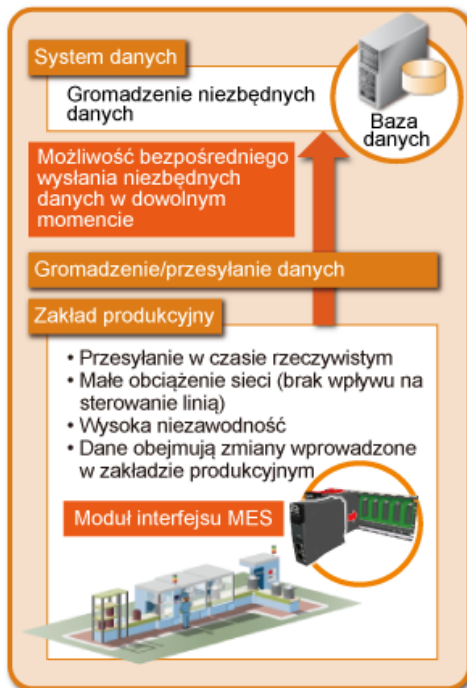 System danych
Gromadzenie niezbędnych
danych
Baza
danych
Możliwość bezpośredniego
wysłania niezbędnych
danych w dowolnym
momencie
Gromadzenie/przesyłanie danych
Zakład produkcyjny
• Przesyłanie w czasie rzeczywistym
• Małe obciążenie sieci (brak wpływu na
sterowanie linią)
• Wysoka niezawodność
• Dane obejmują zmiany wprowadzone
w zakładzie produkcyjnym
Moduł interfejsu MES